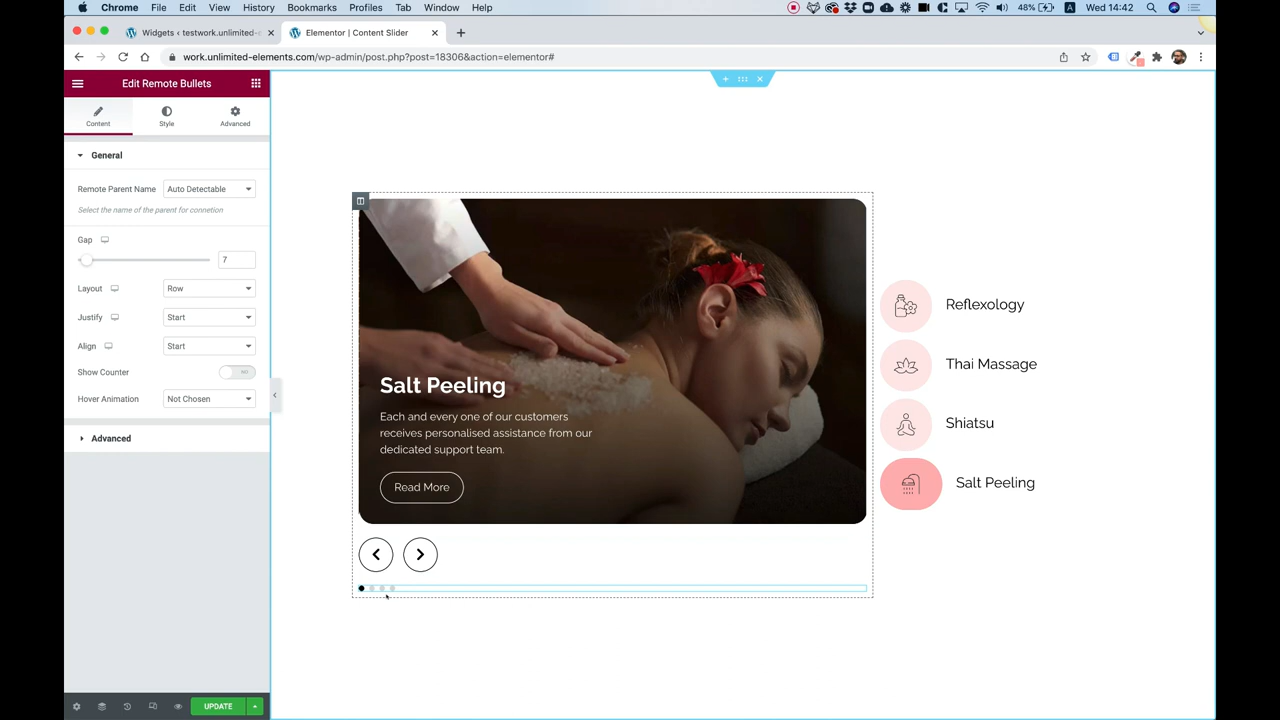 Chrome File Edit View History Bookmarks Profiles Tab Window Help
48% A Wed 14:42
Widgets ‹ testwork.unlimited-e
Elementor | Content Slider
work.unlimited-elements.com/wp-admin/post.php?post=18306&action=elementor#
Edit Remote Bullets
Content
Style
Advanced
General
Remote Parent Name
Auto Detectable
Select the name of the parent for connetion
Gap
7
Layout
Row
Justify
Start
Align
Start
Show Counter
NO
Hover Animation
Not Chosen
Advanced
UPDATE
Salt Peeling
Each and every one of our customers
receives personalised assistance from our
dedicated support team.
Read More
Reflexology
Thai Massage
Shiatsu
Salt Peeling